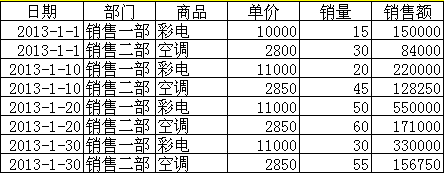 日期 部门 商品 单价 销量 销售额
2013-1-1 销售一部 彩电 10000 15 150000
2013-1-1 销售二部 空调 2800 30 84000
2013-1-10 销售一部 彩电 11000 20 220000
2013-1-10 销售二部 空调 2850 45 128250
2013-1-20 销售一部 彩电 11000 50 550000
2013-1-20 销售二部 空调 2850 60 171000
2013-1-30 销售一部 彩电 11000 30 330000
2013-1-30 销售二部 空调 2850 55 156750